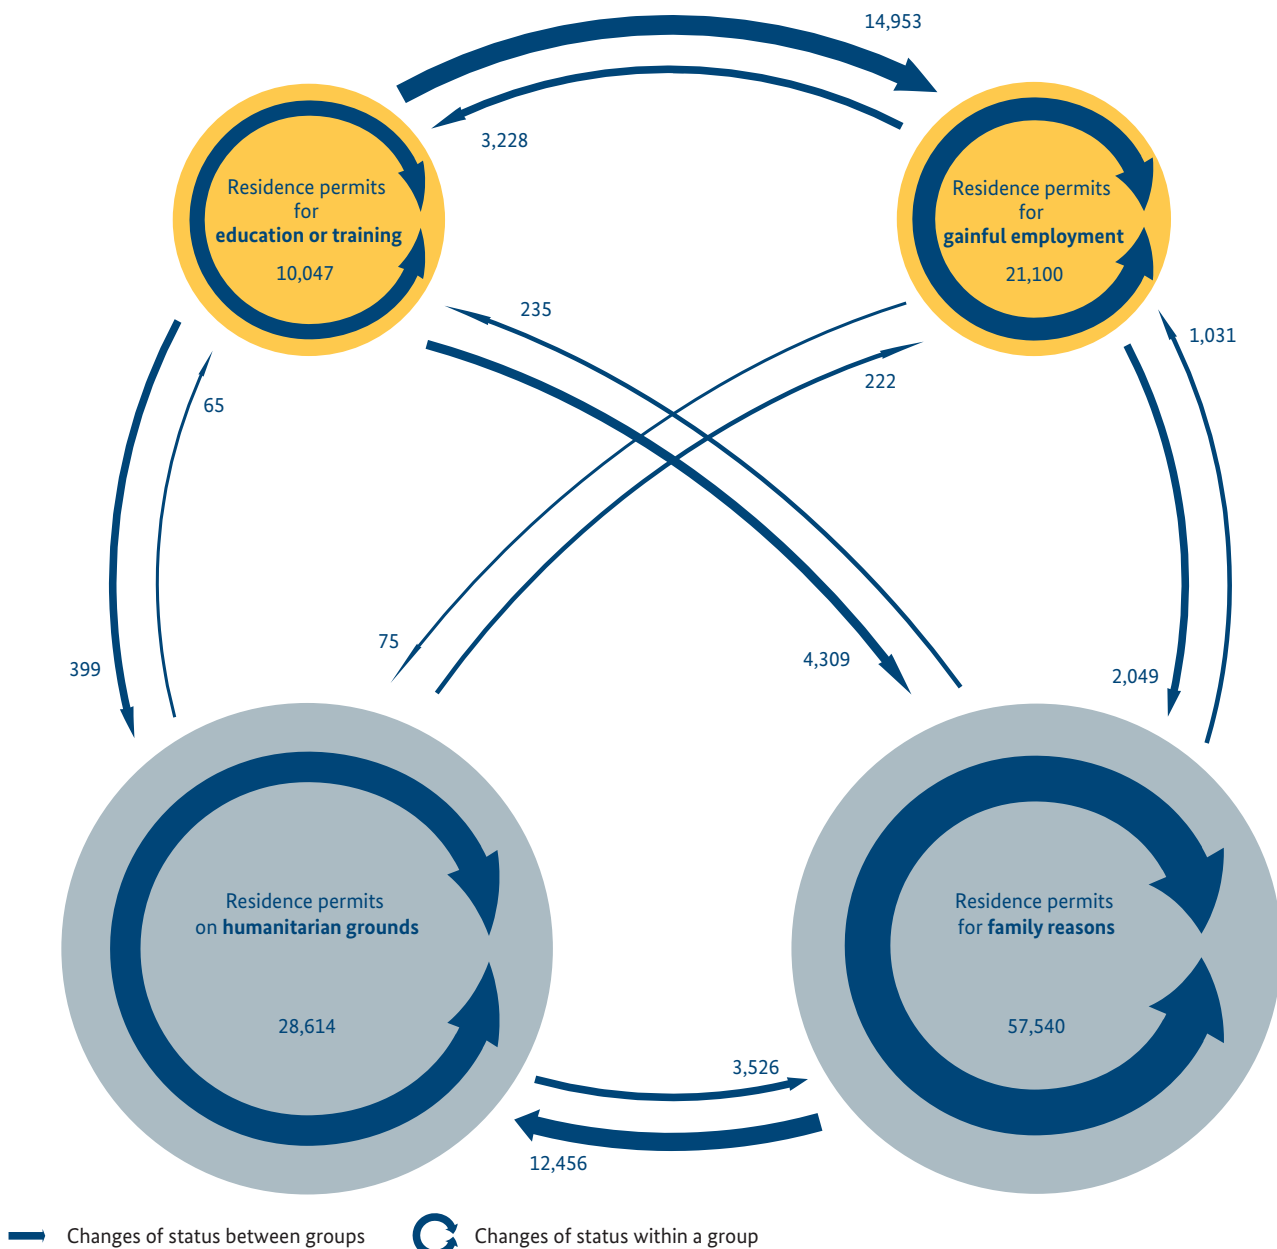 14,953
3,228
Residence permits
for
education or training
10,047
Residence permits
for
gainful employment
21,100
235
222
1,031
65
75
4,309
399
2,049
Residence permits
on humanitarian grounds
28,614
Residence permits
for family reasons
57,540
3,526
12,456
Changes of status between groups
Changes of status within a group